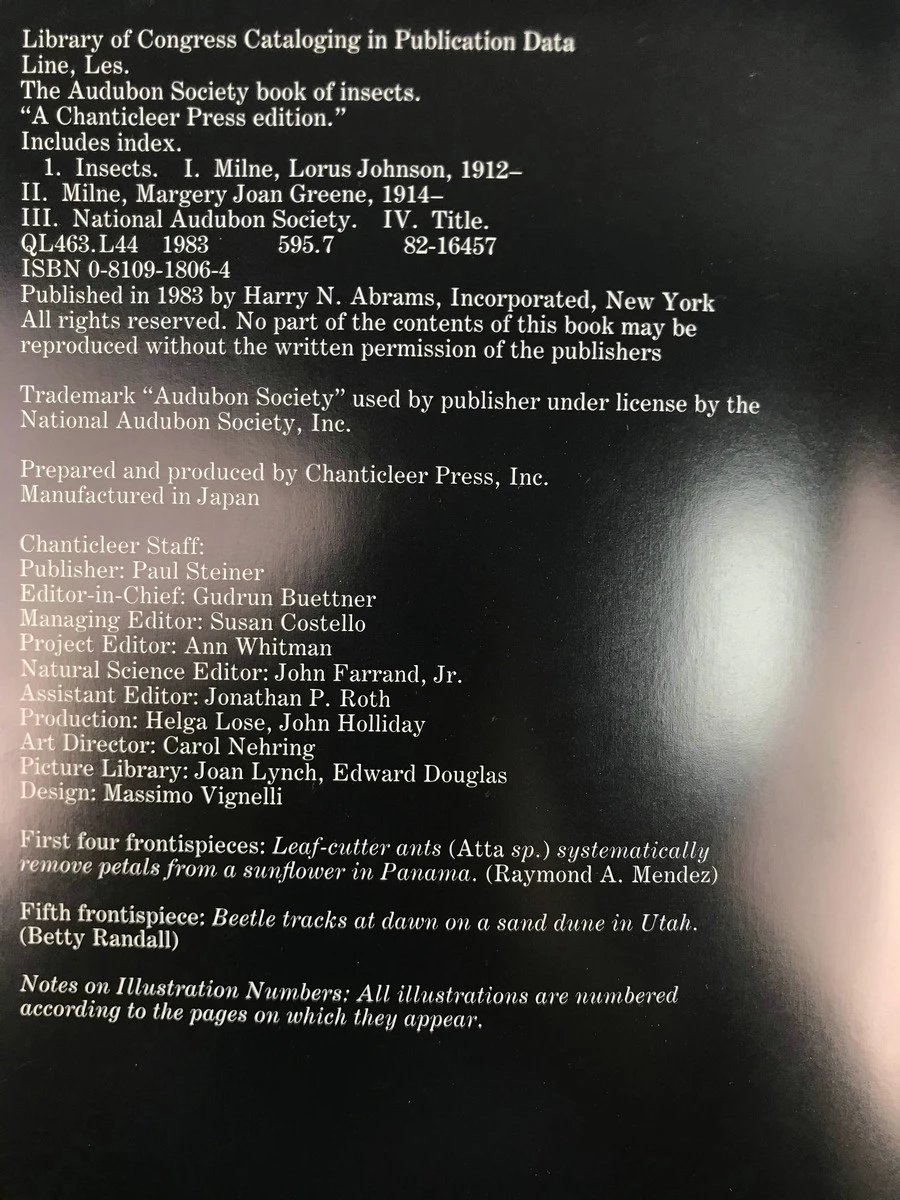 Library of Congress Cataloging in Publication Data
Line, Les.
The Audubon Society book of insects.
“A Chanticleer Press edition.”
Includes index.
1. Insects. I. Milne, Lorus Johnson, 1912–
II. Milne, Margery Joan Greene, 1914–
III. National Audubon Society. IV. Title.
QL463.L44 1983 595.7 82-16457
ISBN 0-8109-1806-4
Published in 1983 by Harry N. Abrams, Incorporated, New York
All rights reserved. No part of the contents of this book may be
reproduced without the written permission of the publishers
Trademark “Audubon Society” used by publisher under license by the
National Audubon Society, Inc.
Prepared and produced by Chanticleer Press, Inc.
Manufactured in Japan
Chanticleer Staff:
Publisher: Paul Steiner
Editor-in-Chief: Gudrun Buettner
Managing Editor: Susan Costello
Project Editor: Ann Whitman
Natural Science Editor: John Farrand, Jr.
Assistant Editor: Jonathan P. Roth
Production: Helga Lose, John Holliday
Art Director: Carol Nehring
Picture Library: Joan Lynch, Edward Douglas
Design: Massimo Vignelli
First four frontispieces: Leaf-cutter ants (Atta sp.) systematically
remove petals from a sunflower in Panama. (Raymond A. Mendez)
Fifth frontispiece: Beetle tracks at dawn on a sand dune in Utah.
(Betty Randall)
Notes on Illustration Numbers: All illustrations are numbered
according to the pages on which they appear.